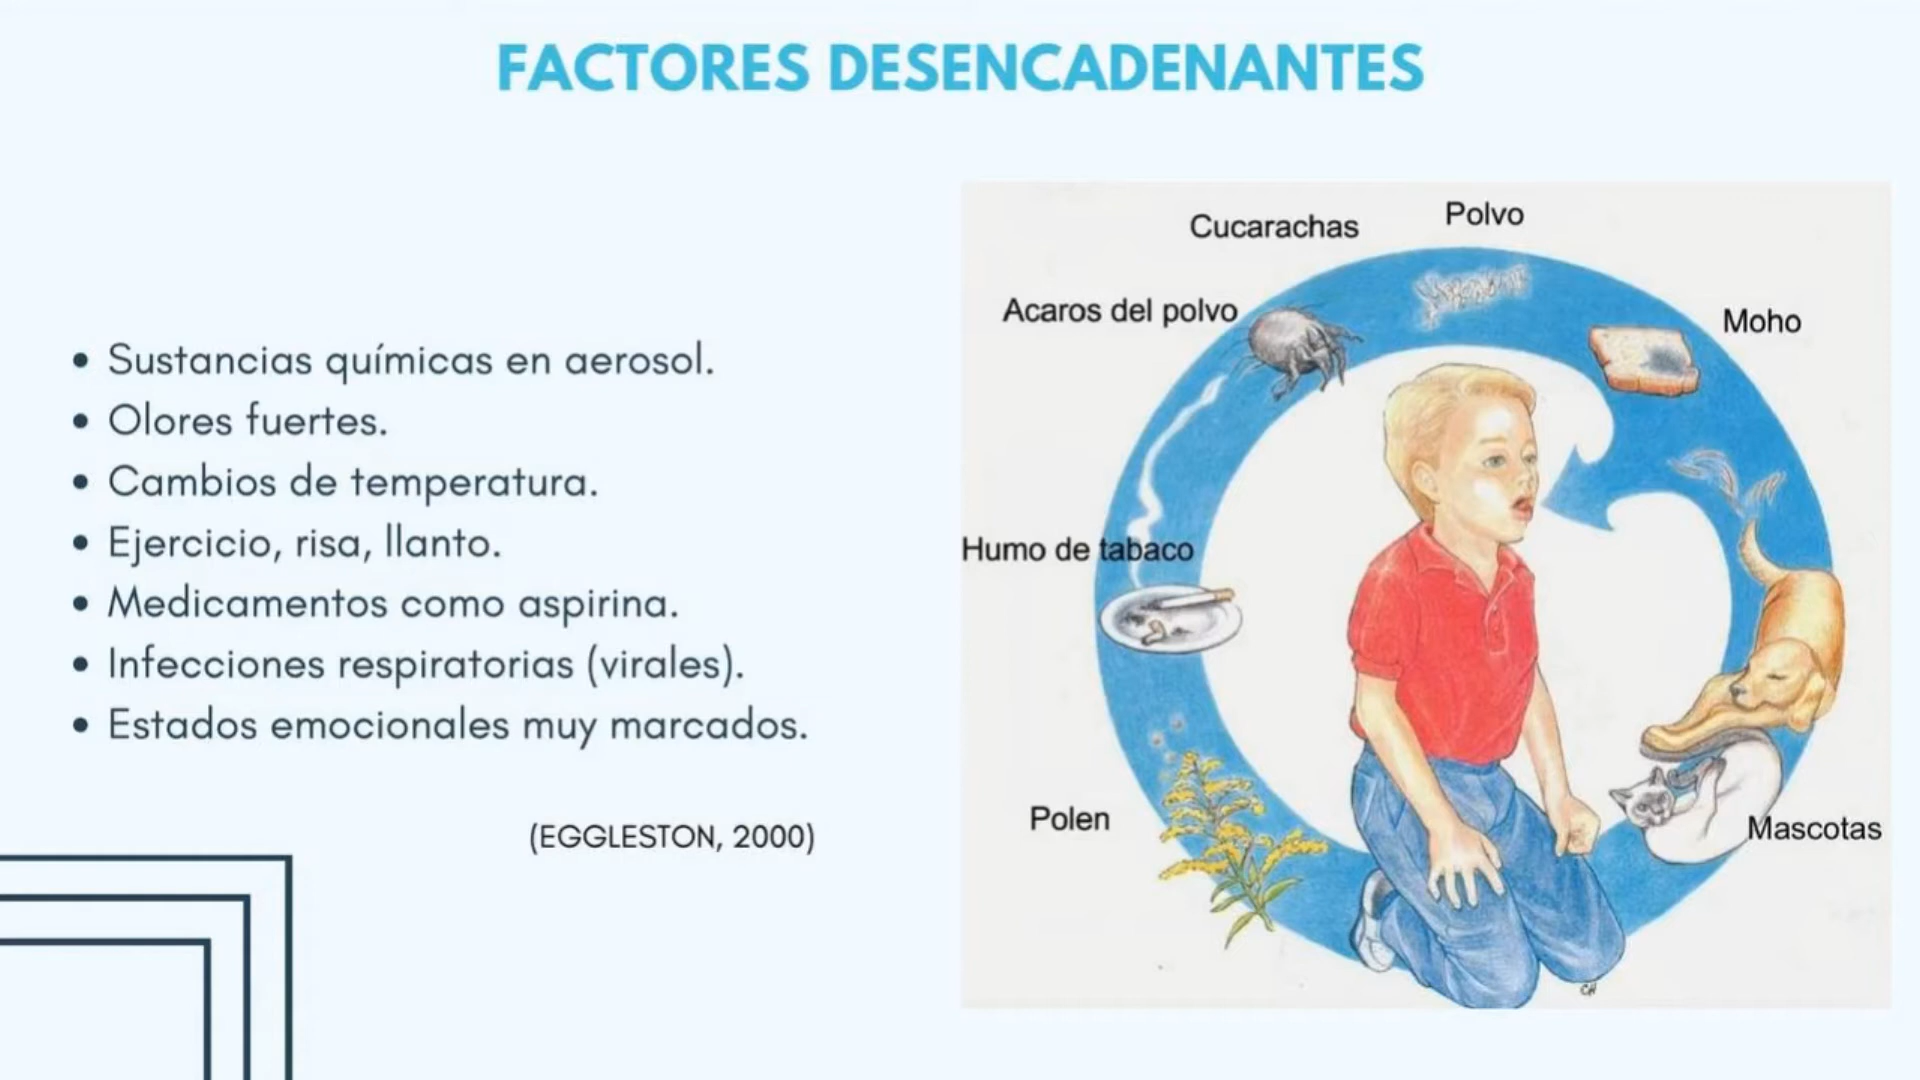 FACTORES DESENCADENANTES
• Sustancias químicas en aerosol.
• Olores fuertes.
• Cambios de temperatura.
• Ejercicio, risa, llanto.
• Medicamentos como aspirina.
• Infecciones respiratorias (virales).
• Estados emocionales muy marcados.
(EGGLESTON, 2000)
Cucarachas
Polvo
Acaros del polvo
Moho
Humo de tabaco
Polen
Mascotas
CH